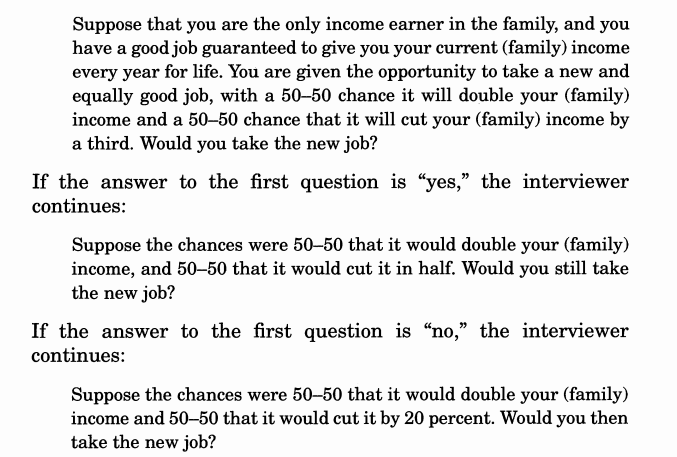 Suppose that you are the only income earner in the family, and you
have a good job guaranteed to give you your current (family) income
every year for life. You are given the opportunity to take a new and
equally good job, with a 50–50 chance it will double your (family)
income and a 50–50 chance that it will cut your (family) income by
a third. Would you take the new job?
If the answer to the first question is “yes,” the interviewer
continues:
Suppose the chances were 50–50 that it would double your (family)
income, and 50–50 that it would cut it in half. Would you still take
the new job?
If the answer to the first question is “no,” the interviewer
continues:
Suppose the chances were 50–50 that it would double your (family)
income and 50–50 that it would cut it by 20 percent. Would you then
take the new job?